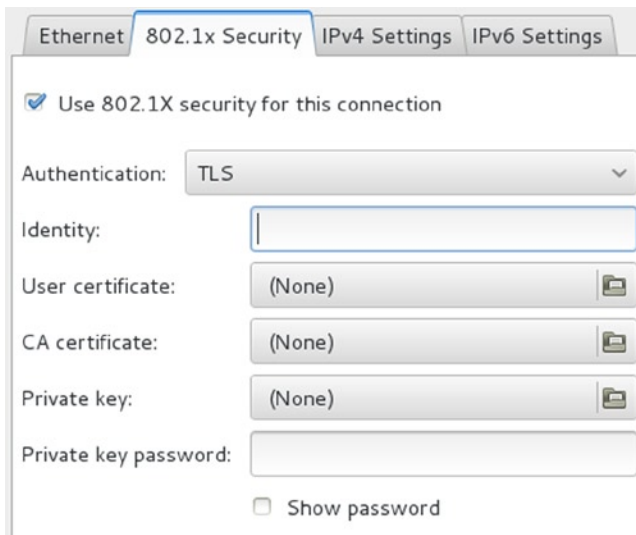 Ethernet 802.1x Security IPv4 Settings IPv6 Settings
Use 802.1X security for this connection
Authentication: TLS
Identity:
User certificate: (None)
CA certificate: (None)
Private key: (None)
Private key password:
Show password